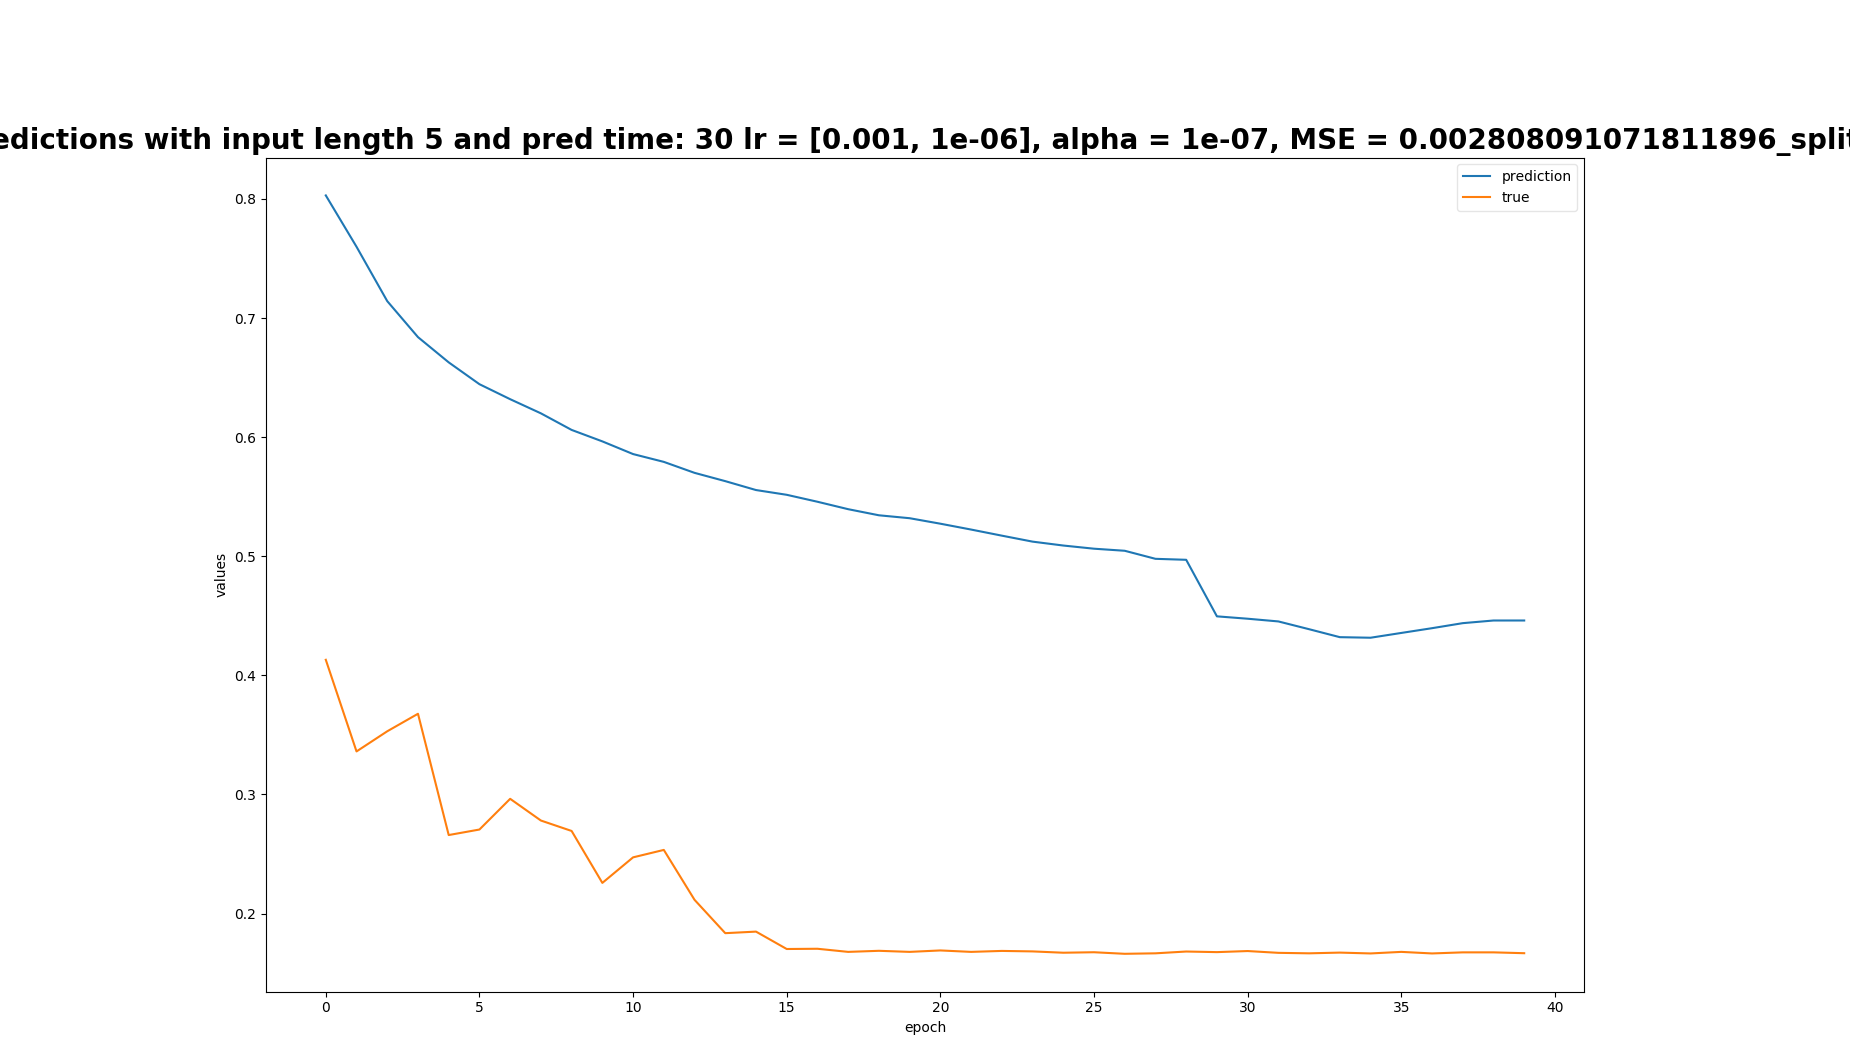 edictions with input length 5 and pred time: 30 lr = [0.001, 1e-06], alpha = 1e-07, MSE = 0.002808091071811896_split
prediction
true
0.8
0.7
0.6
0.5
0.4
0.3
0.2
values
0 5 10 15 20 25 30 35 40
epoch